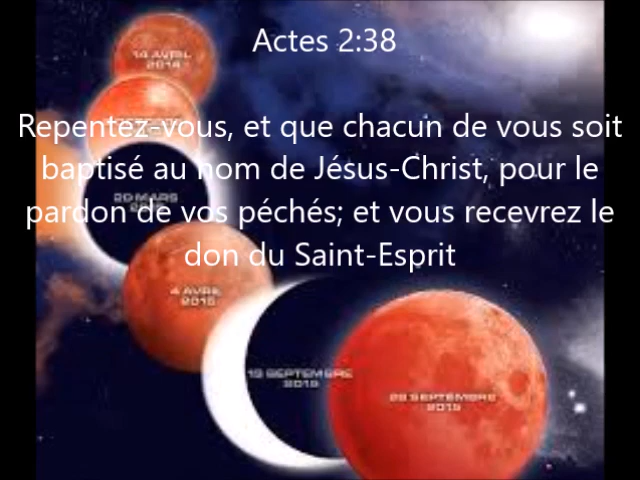 Actes 2:38
Repentez-vous, et que chacun de vous soit
baptisé au nom de Jésus-Christ, pour le
pardon de vos péchés; et vous recevrez le
don du Saint-Esprit
14 AVRIL
2014
20 MARS
4 AVRIL
2015
13 SEPTEMBRE
2015
28 SEPTEMBRE
2015